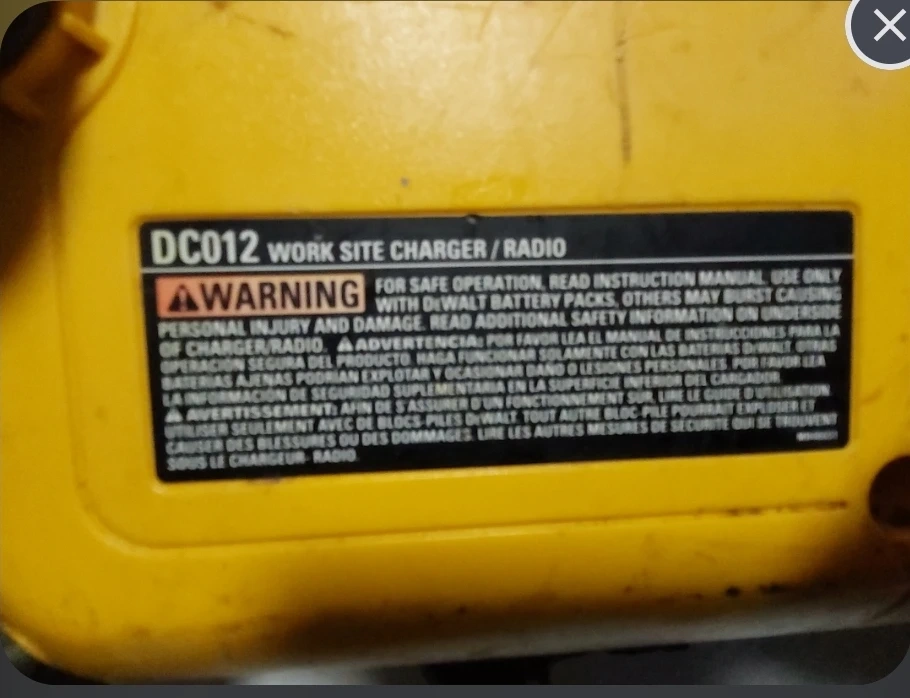 DC012 WORK SITE CHARGER / RADIO
⚠WARNING FOR SAFE OPERATION, READ INSTRUCTION MANUAL, USE ONLY
WITH DEWALT BATTERY PACKS, OTHERS MAY BURST CAUSING
PERSONAL INJURY AND DAMAGE. READ ADDITIONAL SAFETY INFORMATION ON UNDERSIDE
OF CHARGER/RADIO. ⚠ADVERTENCIA: POR FAVOR LEA EL MANUAL DE INSTRUCCIONES PARA LA
OPERACIÓN SEGURA DEL PRODUCTO. HAGA FUNCIONAR SOLAMENTE CON LAS BATERIAS DEWALT. OTRAS
BATERIAS AJENAS PODRIAN EXPLOTAR Y OCASIONAR DAÑO O LESIONES PERSONALES. POR FAVOR LEA
LA INFORMACION DE SEGURIDAD SUPLEMENTARIA EN LA SUPERFICIE INFERIOR DEL CARGADOR.
⚠ AVERTISSEMENT: AFIN DE S'ASSURER D'UN FONCTIONNEMENT SUR, LIRE LE GUIDE D'UTILISATION.
UTILISER SEULEMENT AVEC DE BLOCS-PILES DEWALT. TOUT AUTRE BLOC-PILE POURRAIT EXPLOSER ET
CAUSER DES BLESSURES OU DES DOMMAGES. LIRE LES AUTRES MESURES DE SÉCURITÉ QUI SE TROUVENT
SOUS LE CHARGEUR- RADIO.